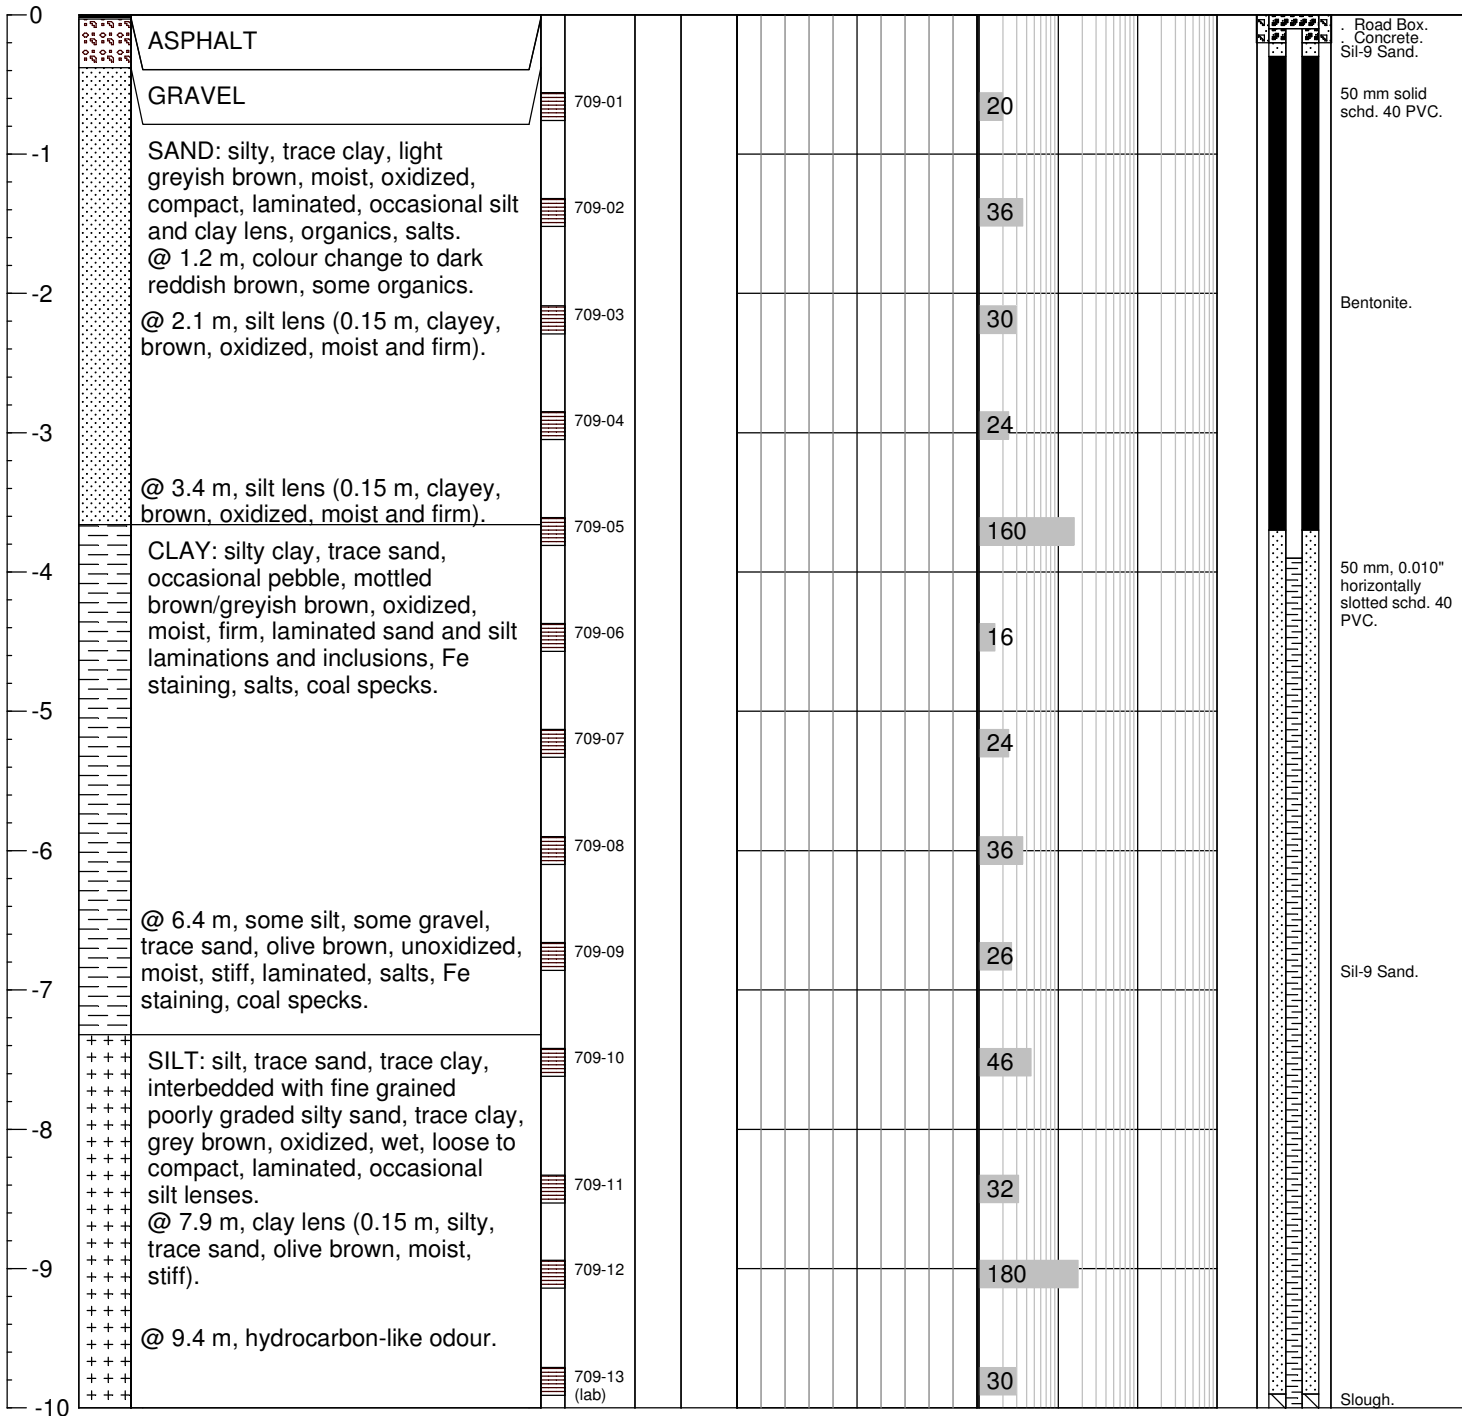 0
-1
-2
-3
-4
-5
-6
-7
-8
-9
-10
ASPHALT
GRAVEL
SAND: silty, trace clay, light
greyish brown, moist, oxidized,
compact, laminated, occasional silt
and clay lens, organics, salts.
@ 1.2 m, colour change to dark
reddish brown, some organics.
@ 2.1 m, silt lens (0.15 m, clayey,
brown, oxidized, moist and firm).
@ 3.4 m, silt lens (0.15 m, clayey,
brown, oxidized, moist and firm).
CLAY: silty clay, trace sand,
occasional pebble, mottled
brown/greyish brown, oxidized,
moist, firm, laminated sand and silt
laminations and inclusions, Fe
staining, salts, coal specks.
@ 6.4 m, some silt, some gravel,
trace sand, olive brown, unoxidized,
moist, stiff, laminated, salts, Fe
staining, coal specks.
SILT: silt, trace sand, trace clay,
interbedded with fine grained
poorly graded silty sand, trace clay,
grey brown, oxidized, wet, loose to
compact, laminated, occasional
silt lenses.
@ 7.9 m, clay lens (0.15 m, silty,
trace sand, olive brown, moist,
stiff).
@ 9.4 m, hydrocarbon-like odour.
709-01
709-02
709-03
709-04
709-05
709-06
709-07
709-08
709-09
709-10
709-11
709-12
709-13
(lab)
20
36
30
24
160
16
24
36
26
46
32
180
30
. Road Box.
. Concrete.
Sil-9 Sand.
50 mm solid
schd. 40 PVC.
Bentonite.
50 mm, 0.010"
horizontally
slotted schd. 40
PVC.
Sil-9 Sand.
Slough.